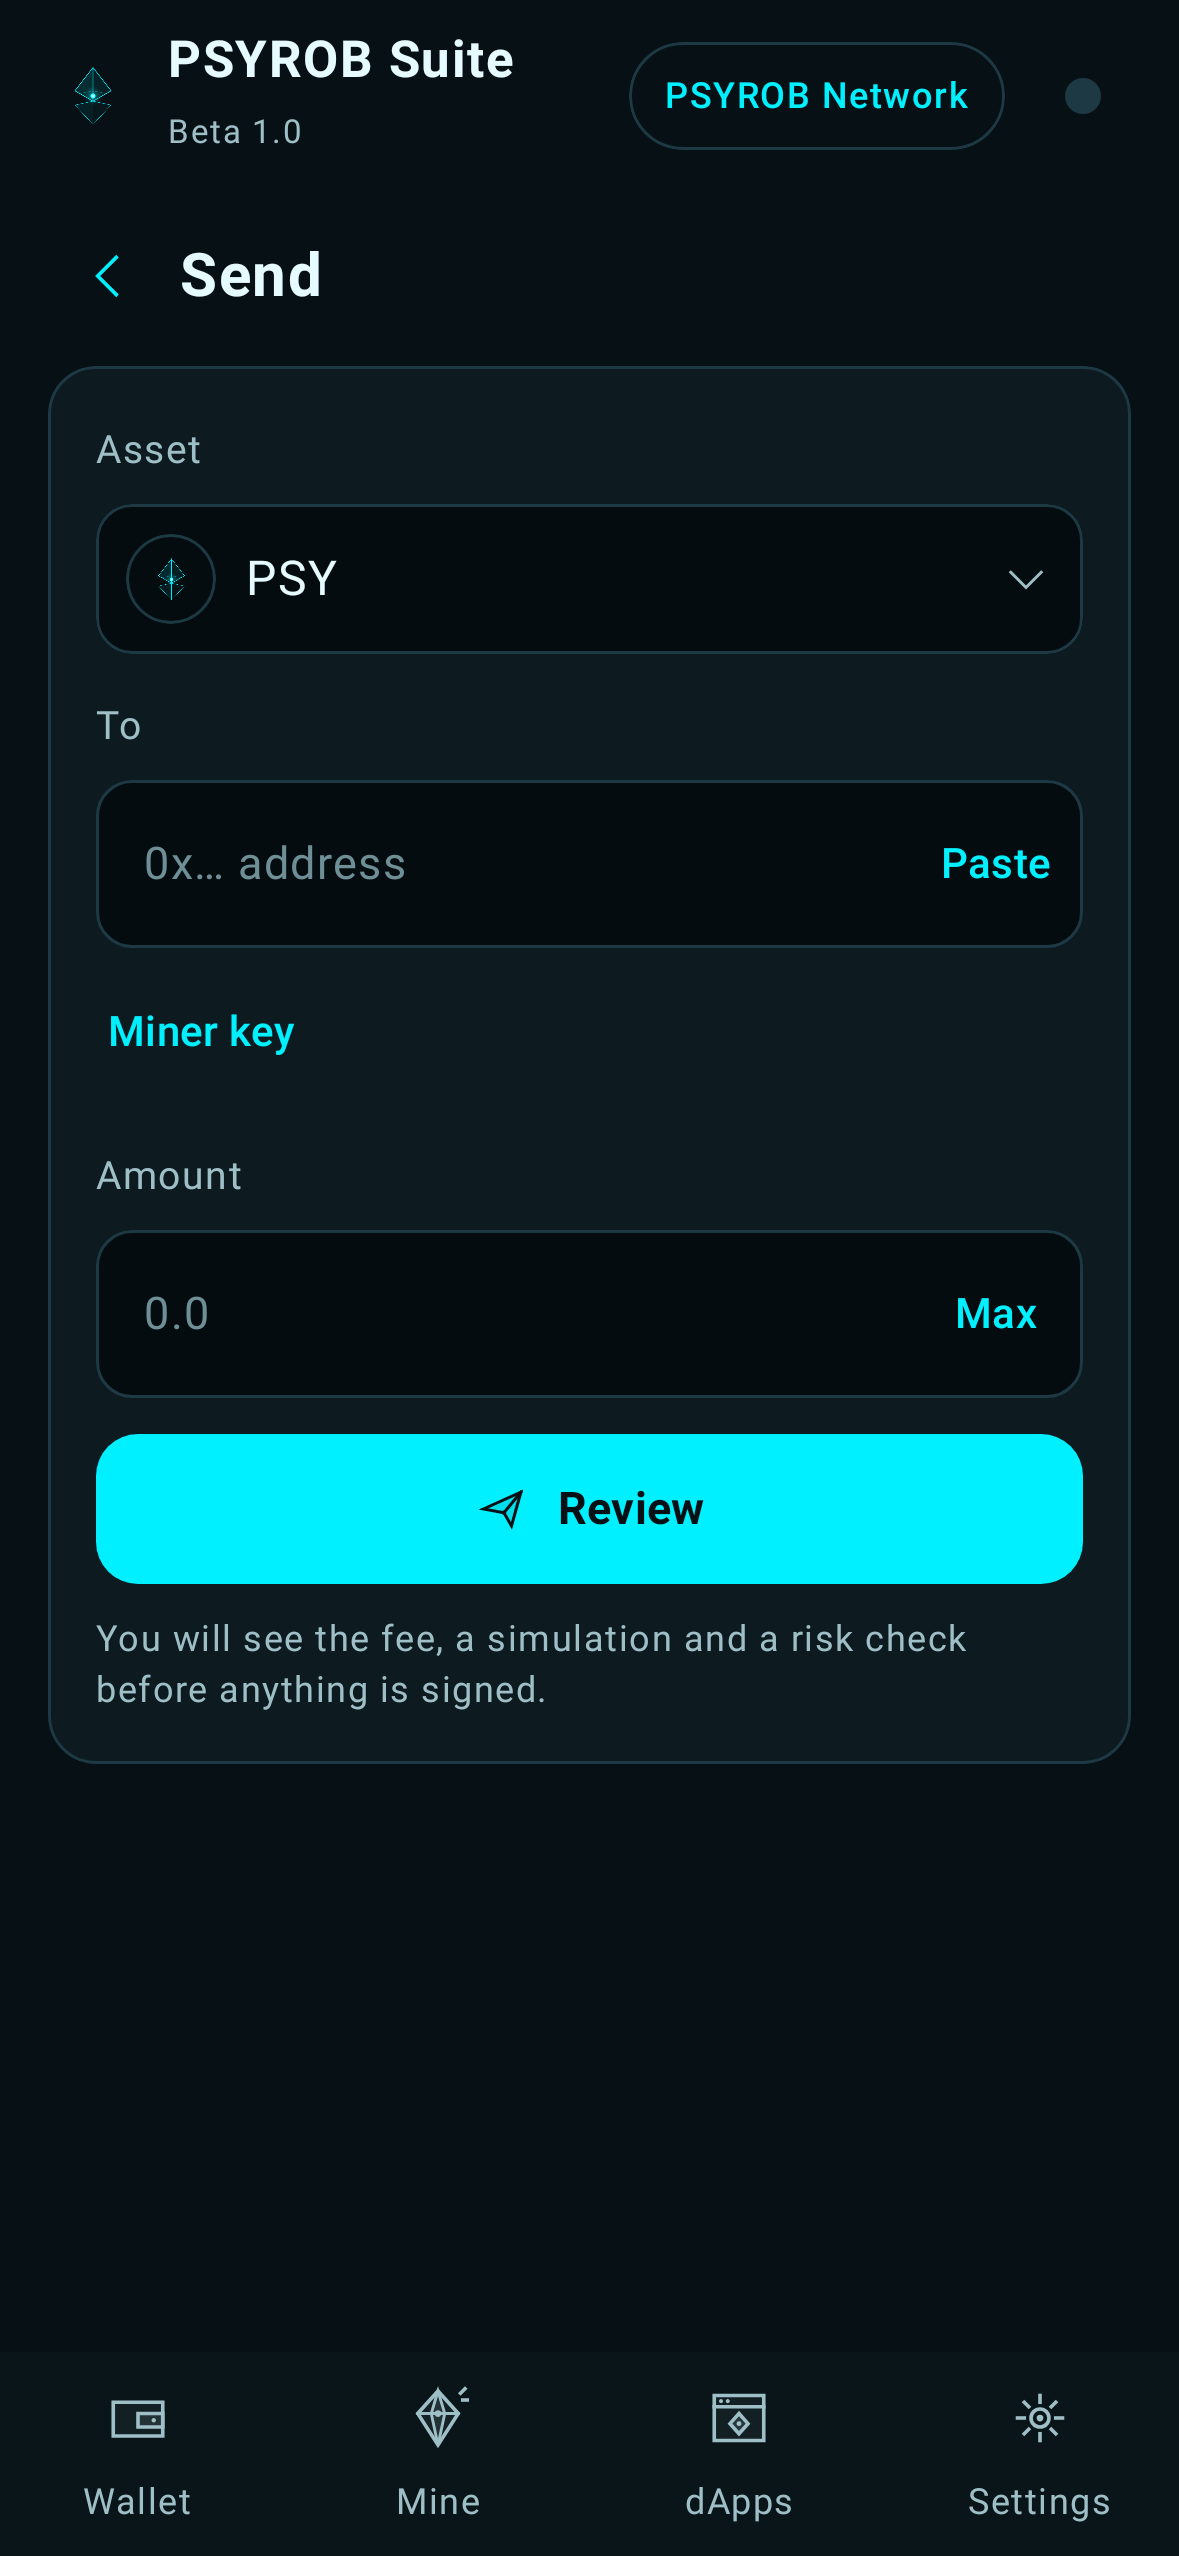 PSYROB Suite
Beta 1.0
PSYROB Network
Send
Asset
PSY
To
0x... address
Paste
Miner key
Amount
0.0
Max
Review
You will see the fee, a simulation and a risk check
before anything is signed.
Wallet
Mine
dApps
Settings